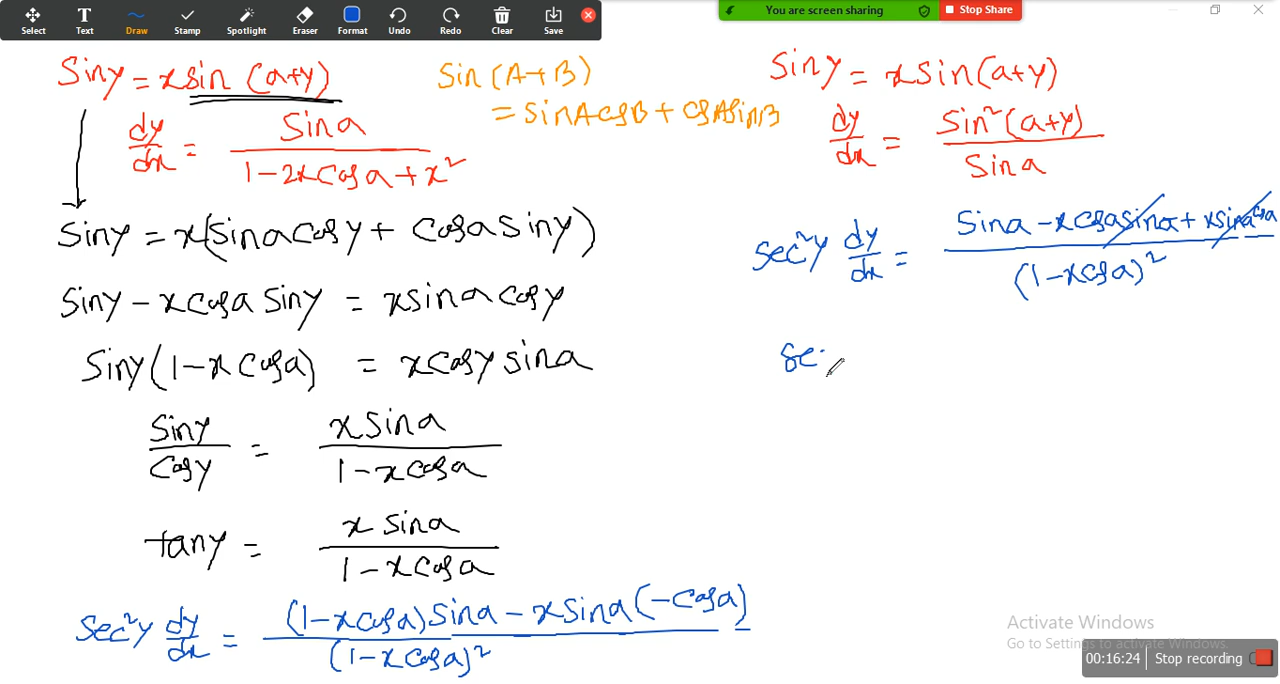 Select Text Draw Stamp Spotlight Eraser Format Undo Redo Clear Save
You are screen sharing Stop Share
Siny = xsin (a+y)
dy/dx = Sina / 1-2xCosa+x²
Sin (A+B)
= SinACosB + CosASinB
Siny = xsin(a+y)
dy/dx = Sin²(a+y) / Sina
Siny = x(SinaCosy + CosaSiny)
Siny - xCosa Siny = xsinacosy
Siny (1-xCosa) = xCosysina
Siny/Cosy = xSina / 1-xCosa
tany = x Sina / 1-xCosa
Sec²y dy/dx = (1-xCosa)Sina - xSina(-Cosa) / (1-xCosa)²
Sec²y dy/dx = Sina - xCosasina + xsinacosa / (1-xCosa)²
Sec
Activate Windows
Go to Settings to activate Windows.
00:16:24 Stop recording